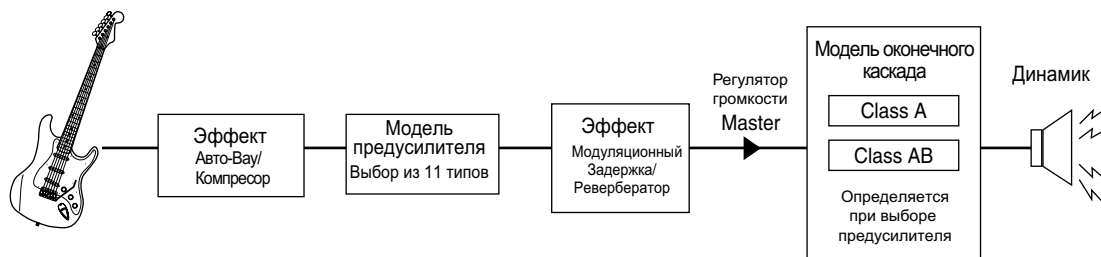 Эффект
Авто-Вау/
Компресор
Модель
предусилителя
Выбор из 11 типов
Эффект
Модуляционный
Задержка/
Ревербератор
Регулятор
громкости
Master
Модель оконечного
каскада
Class A
Class AB
Определяется
при выборе
предусилителя
Динамик